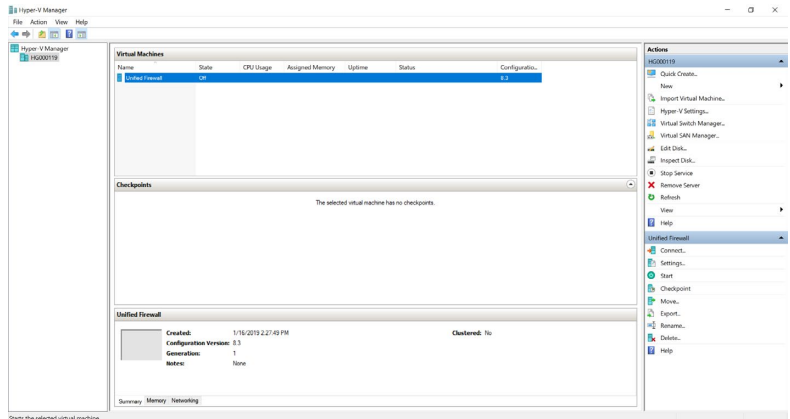 Hyper-V Manager
File Action View Help
Hyper-V Manager
HG000119
Virtual Machines
Name State CPU Usage Assigned Memory Uptime Status Configuratio...
Unified Firewall Off 8.3
Checkpoints
The selected virtual machine has no checkpoints.
Unified Firewall
Created: 1/16/2019 2:27:49 PM Clustered: No
Configuration Version: 8.3
Generation: 1
Notes: None
Summary Memory Networking
Actions
HG000119
Quick Create...
New
Import Virtual Machine...
Hyper-V Settings...
Virtual Switch Manager...
Virtual SAN Manager...
Edit Disk...
Inspect Disk...
Stop Service
Remove Server
Refresh
View
Help
Unified Firewall
Connect...
Settings...
Start
Checkpoint
Move...
Export...
Rename...
Delete...
Help
Starts the selected virtual machine.